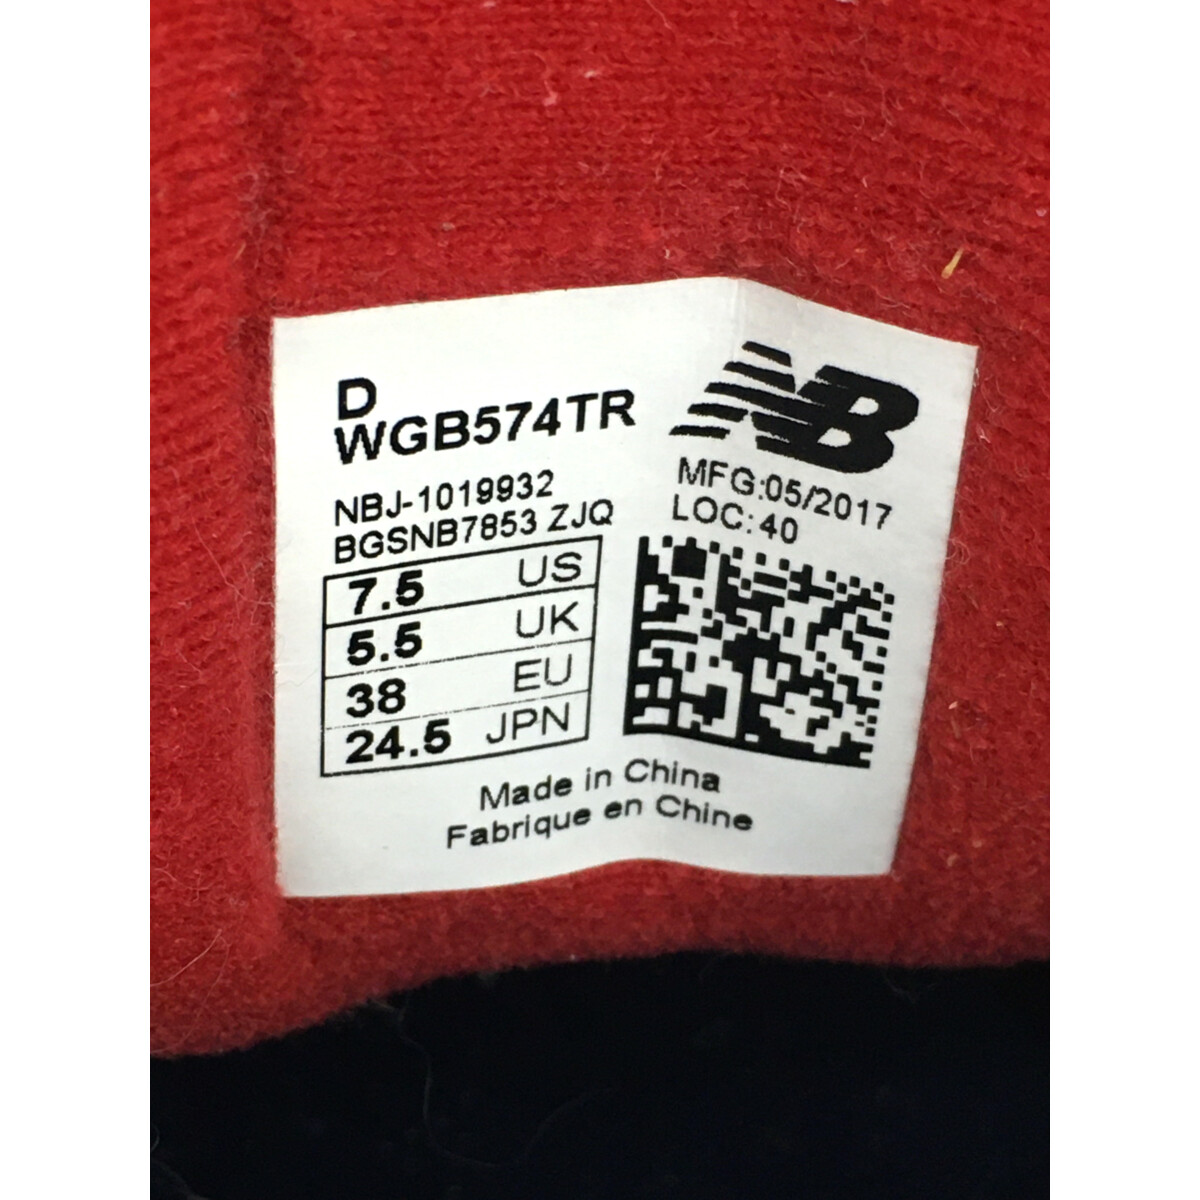 D
WGB574TR
NBJ-1019932
BGSNB7853 ZJQ
7.5 US
5.5 UK
38 EU
24.5 JPN
NB
MFG:05/2017
LOC:40
Made in China
Fabrique en Chine